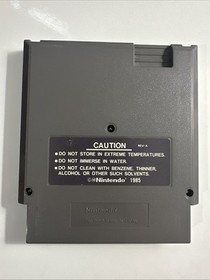 CAUTION
● DO NOT STORE IN EXTREME TEMPERATURES.
● DO NOT IMMERSE IN WATER.
● DO NOT CLEAN WITH BENZENE, THINNER,
ALCOHOL OR OTHER SUCH SOLVENTS.
©Nintendo 1985